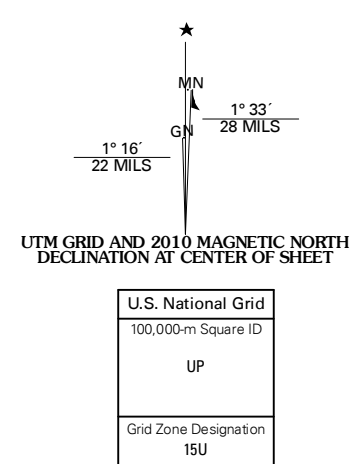 MN
1° 33´
28 MILS
GN
1° 16´
22 MILS
UTM GRID AND 2010 MAGNETIC NORTH
DECLINATION AT CENTER OF SHEET
U.S. National Grid
100,000-m Square ID
UP
Grid Zone Designation
15U